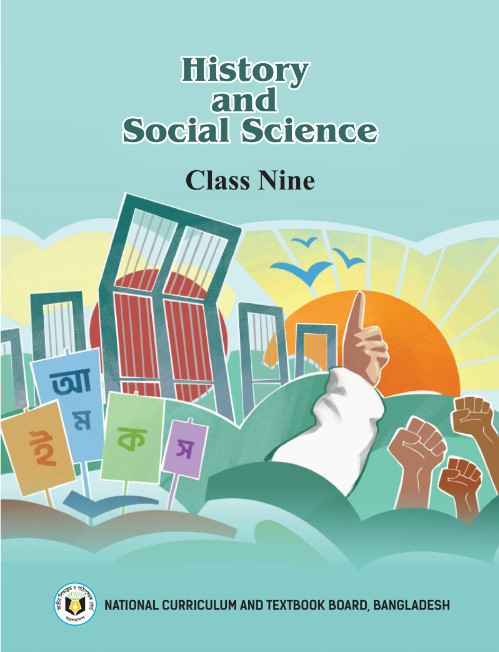 History
and
Social Science
Class Nine
আ
ম
ই
ক
স
NATIONAL CURRICULUM AND TEXTBOOK BOARD, BANGLADESH